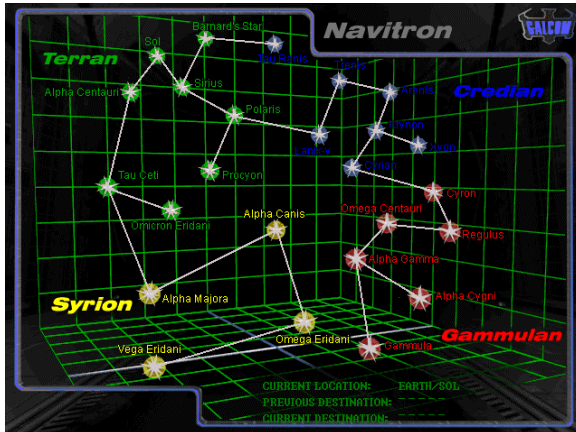 Navitron
GALCOM
Barnard's Star
Sol
Terran
Tau
Sirius
Alpha Centauri
Credian
Polaris
Procyon
Tau Ceti
Cyron
Alpha Canis
Omega Centauri
Omicron Eridani
Regulus
Alpha Gamma
Syrion
Alpha Majora
Alpha Cygni
Gammulan
Omega Eridani
Vega Eridani
Gammula
CURRENT LOCATION: EARTH/SOL
PREVIOUS DESTINATION: - - - - -
CURRENT DESTINATION: - - - - -